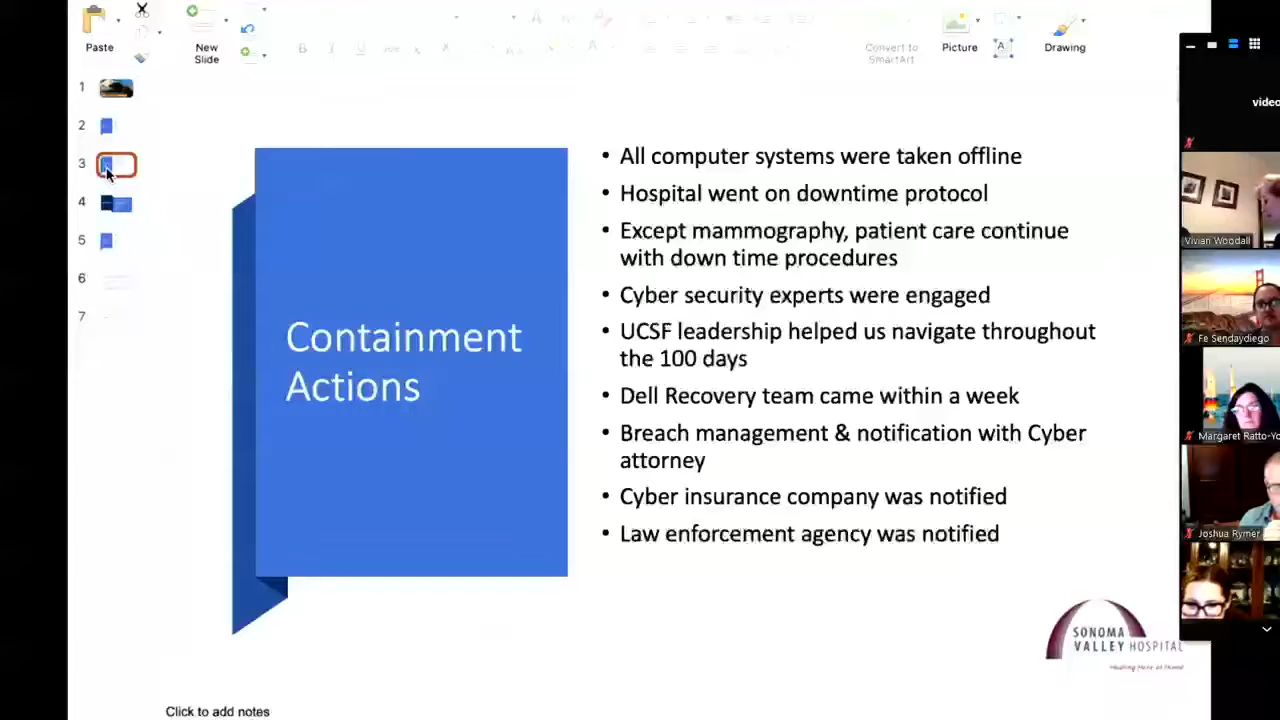 Paste
New
Slide
Convert to
SmartArt
Picture
A
Drawing
1
2
3
4
5
6
7
Containment
Actions
• All computer systems were taken offline
• Hospital went on downtime protocol
• Except mammography, patient care continue
with down time procedures
• Cyber security experts were engaged
• UCSF leadership helped us navigate throughout
the 100 days
• Dell Recovery team came within a week
• Breach management & notification with Cyber
attorney
• Cyber insurance company was notified
• Law enforcement agency was notified
SONOMA
VALLEY HOSPITAL
Healing Here at Home
Click to add notes
video
Vivian Woodall
Fe Sendaydiego
Margaret Ratto-Yo
Joshua Rymer